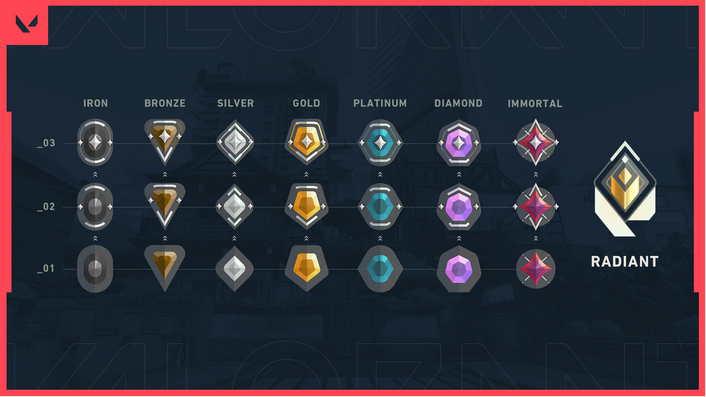 IRON BRONZE SILVER GOLD PLATINUM DIAMOND IMMORTAL
_03
_02
_01
RADIANT